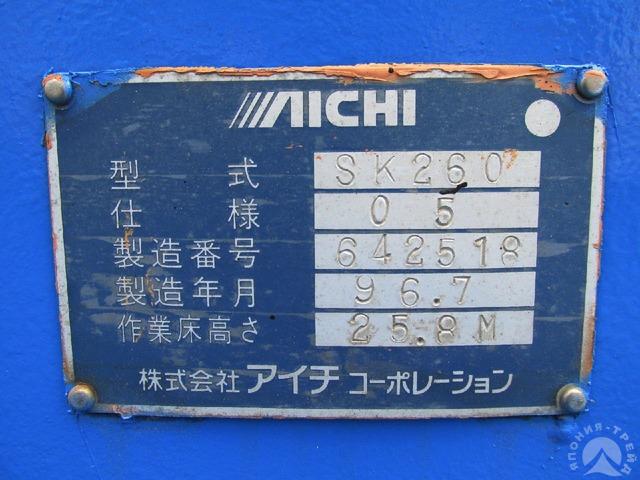 AICHI
型式 SK260
仕様 05
製造番号 642518
製造年月 96.7
作業床高さ 25.8M
株式会社 アイチ コーポレーション
ЯПОНИЯ-ТРЕЙД